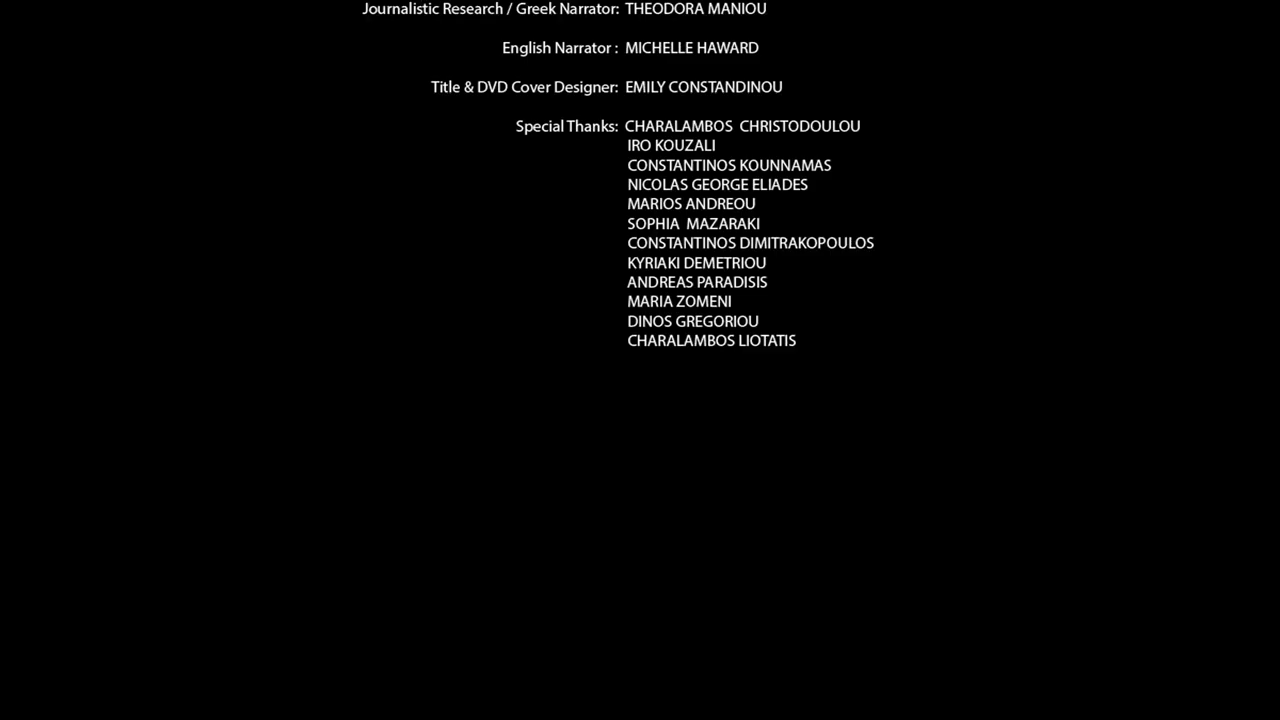 Journalistic Research / Greek Narrator: THEODORA MANIOU
English Narrator : MICHELLE HAWARD
Title & DVD Cover Designer: EMILY CONSTANDINOU
Special Thanks: CHARALAMBOS  CHRISTODOULOU
IRO KOUZALI
CONSTANTINOS KOUNNAMAS
NICOLAS GEORGE ELIADES
MARIOS ANDREOU
SOPHIA  MAZARAKI
CONSTANTINOS DIMITRAKOPOULOS
KYRIAKI DEMETRIOU
ANDREAS PARADISIS
MARIA ZOMENI
DINOS GREGORIOU
CHARALAMBOS LIOTATIS